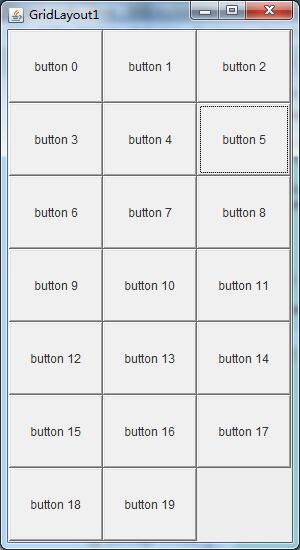 GridLayout1
button 0 button 1 button 2
button 3 button 4 button 5
button 6 button 7 button 8
button 9 button 10 button 11
button 12 button 13 button 14
button 15 button 16 button 17
button 18 button 19